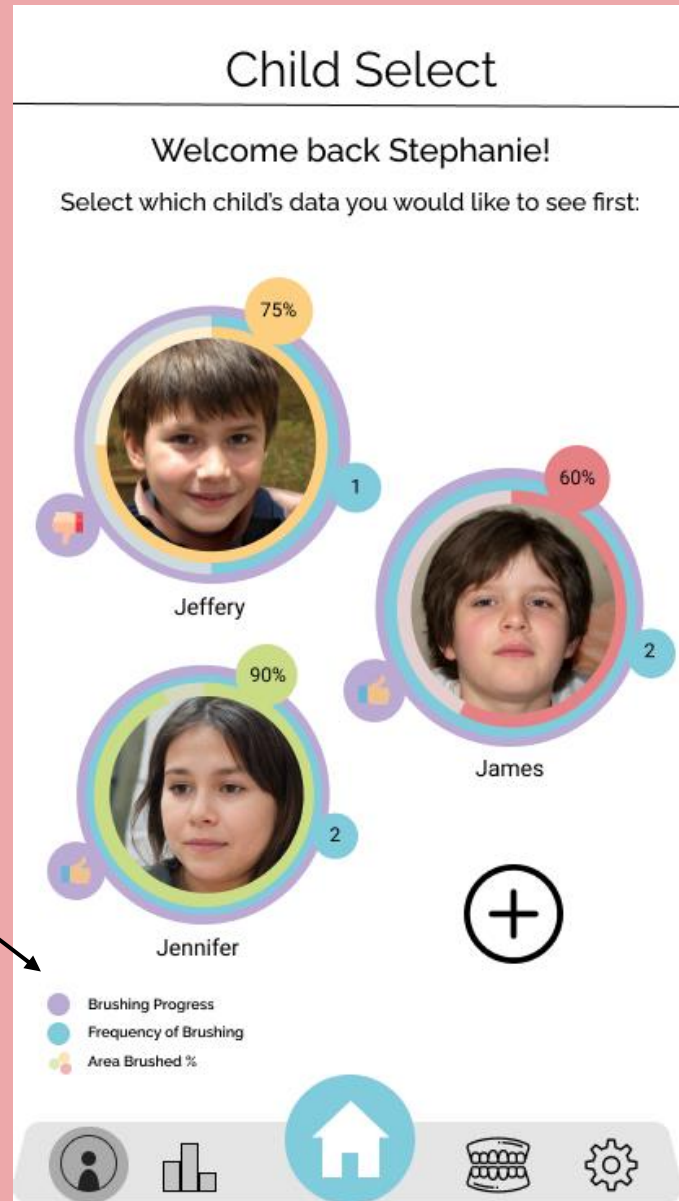 Child Select
Welcome back Stephanie!
Select which child's data you would like to see first:
75%
1
Jeffery
60%
2
James
90%
2
Jennifer
Brushing Progress
Frequency of Brushing
Area Brushed %